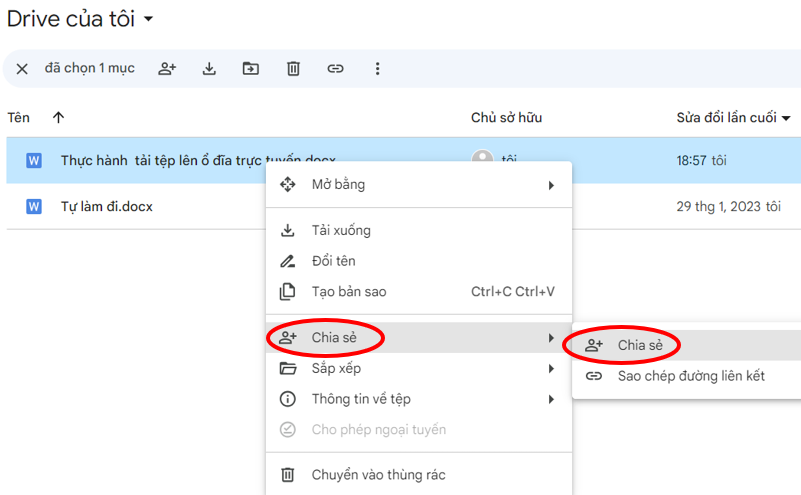 Drive của tôi
đã chọn 1 mục
Tên Chủ sở hữu Sửa đổi lần cuối
W Thực hành tải tệp lên ổ đĩa trực tuyến.docx tôi 18:57 tôi
Mở bằng
W Tự làm đi.docx 29 thg 1, 2023 tôi
Tải xuống
Đổi tên
Tạo bản sao Ctrl+C Ctrl+V
Chia sẻ
Chia sẻ
Sắp xếp
Sao chép đường liên kết
Thông tin về tệp
Cho phép ngoại tuyến
Chuyển vào thùng rác